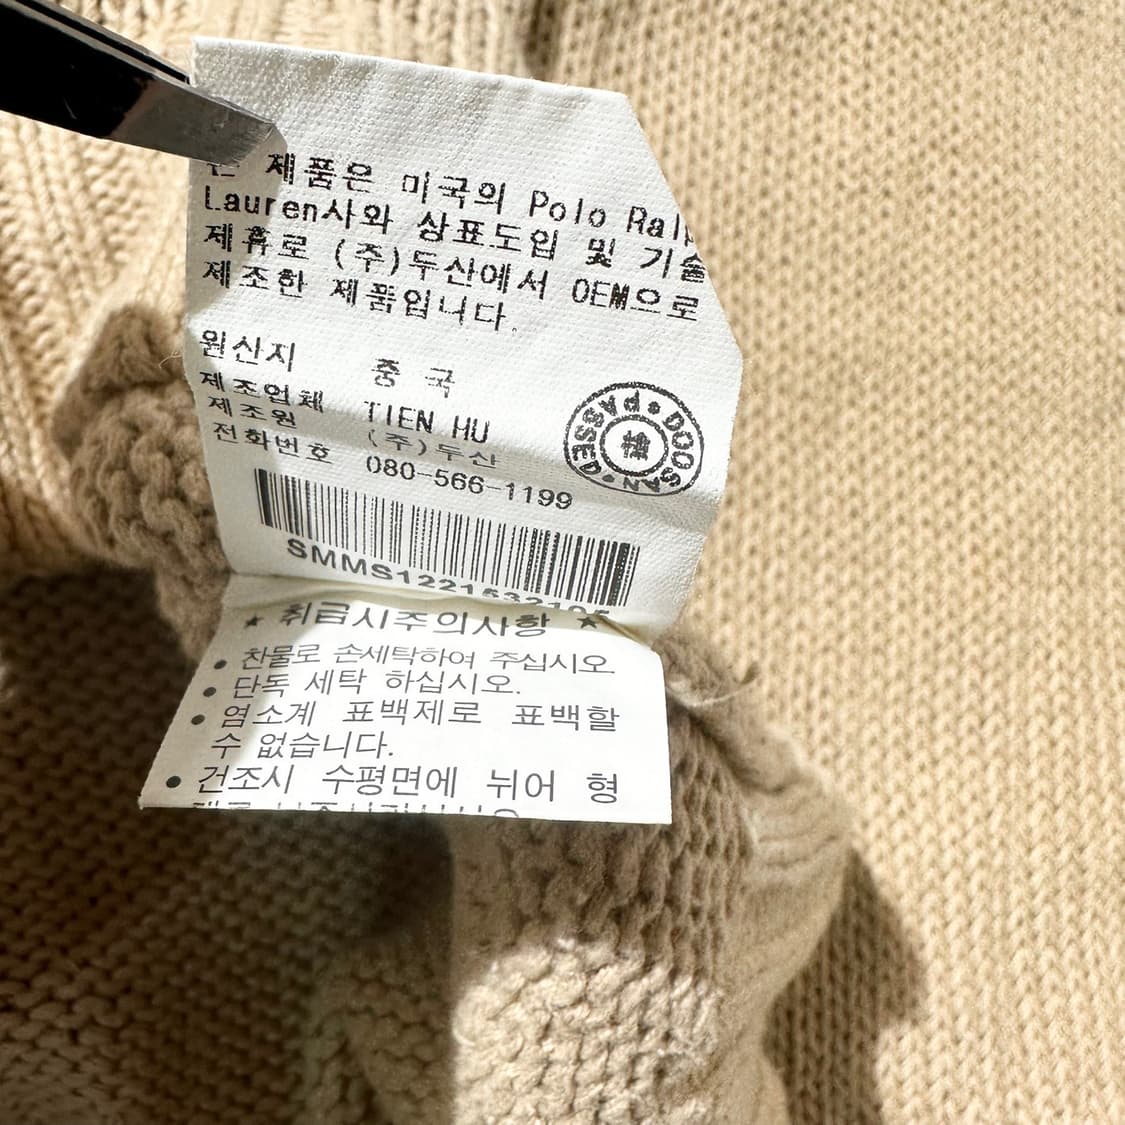 본 제품은 미국의 Polo Ral
Lauren사와 상표도입 및 기술
제휴로 (주)두산에서 OEM으로
제조한 제품입니다.
원산지 중국
제조업체 TIEN HU
제조원 (주)두산
전화번호 080-566-1199
DOOSAN PASSED
檢
★ 취급시주의사항 ★
• 찬물로 손세탁하여 주십시오
• 단독 세탁 하십시오.
• 염소계 표백제로 표백할
수 없습니다.
• 건조시 수평면에 뉘어 형